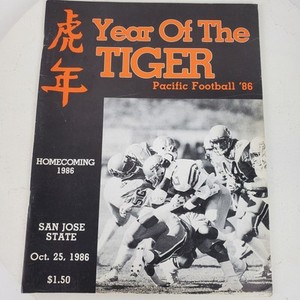 虎年
Year Of The
TIGER
Pacific Football '86
HOMECOMING
1986
SAN JOSE
STATE
Oct. 25, 1986
$1.50